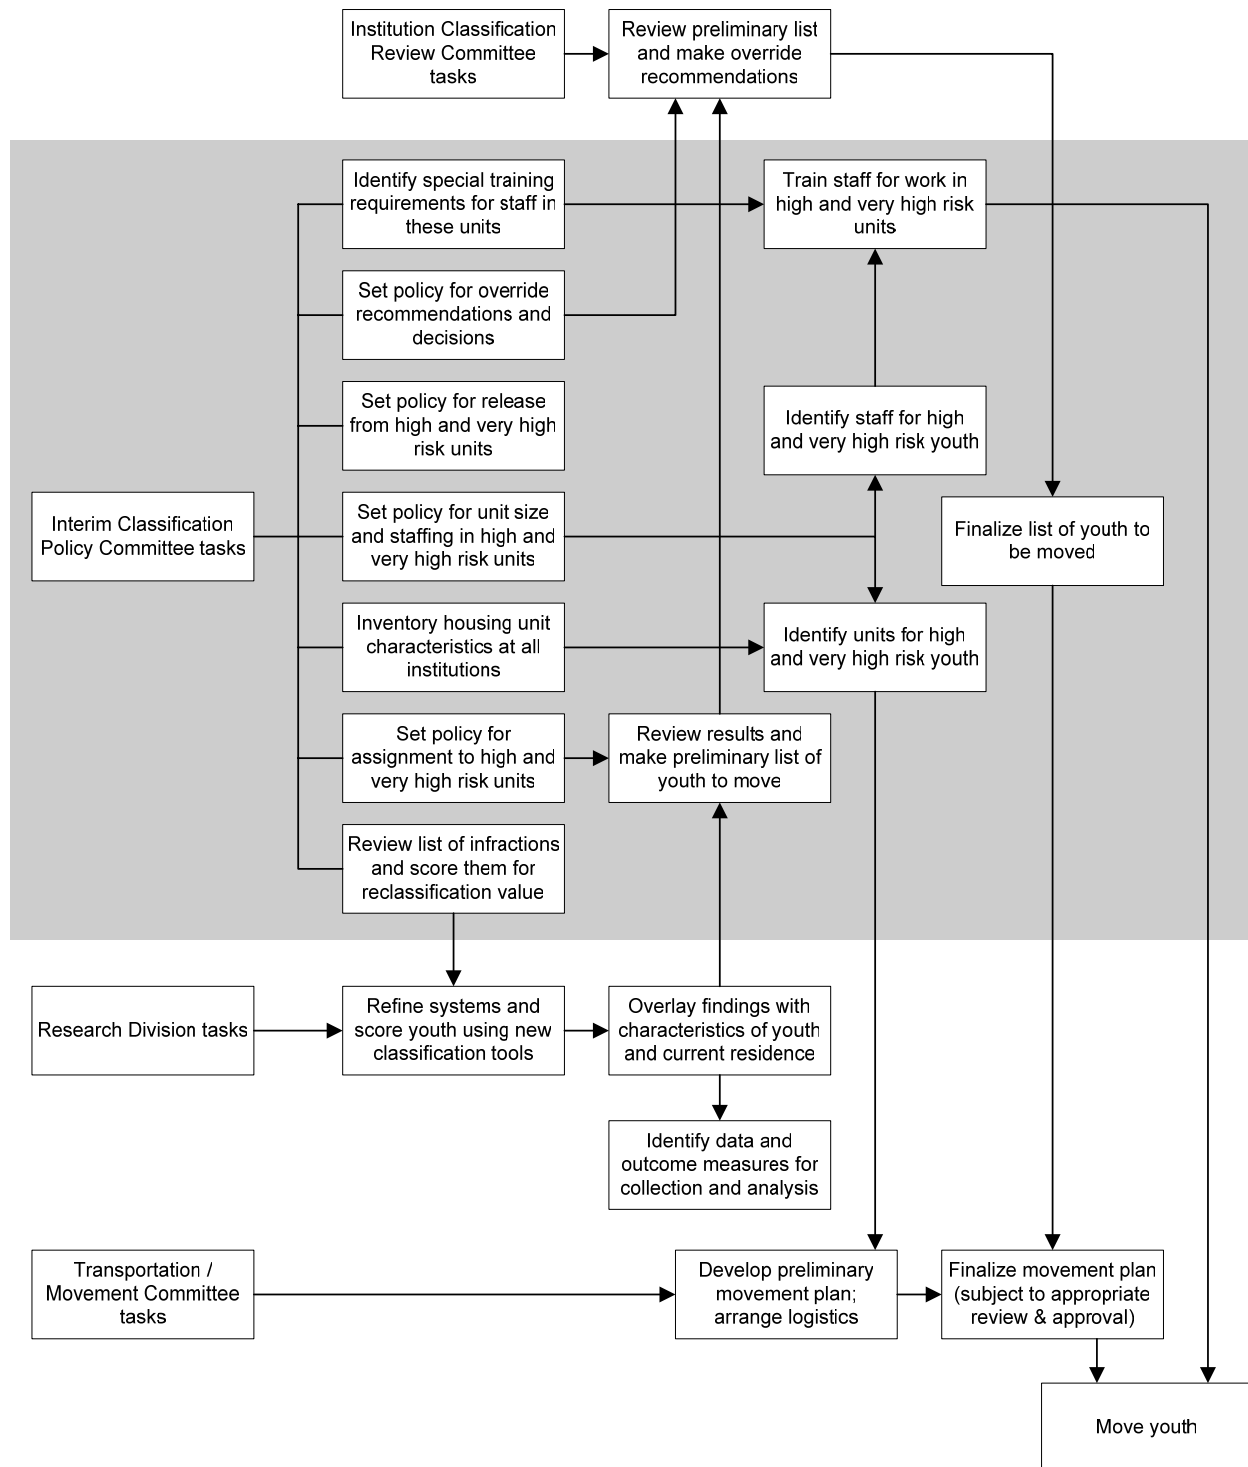 Institution Classification
Review Committee
tasks
Review preliminary list
and make override
recommendations
Identify special training
requirements for staff in
these units
Train staff for work in
high and very high risk
units
Set policy for override
recommendations and
decisions
Set policy for release
from high and very high
risk units
Identify staff for high
and very high risk youth
Interim Classification
Policy Committee tasks
Set policy for unit size
and staffing in high and
very high risk units
Finalize list of youth to
be moved
Inventory housing unit
characteristics at all
institutions
Identify units for high
and very high risk youth
Set policy for
assignment to high and
very high risk units
Review results and
make preliminary list of
youth to move
Review list of infractions
and score them for
reclassification value
Research Division tasks
Refine systems and
score youth using new
classification tools
Overlay findings with
characteristics of youth
and current residence
Identify data and
outcome measures for
collection and analysis
Transportation /
Movement Committee
tasks
Develop preliminary
movement plan;
arrange logistics
Finalize movement plan
(subject to appropriate
review & approval)
Move youth